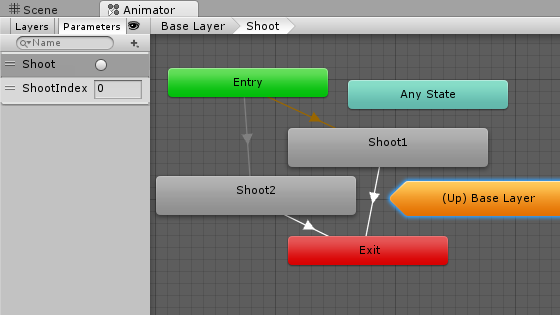 Scene
Animator
Layers
Parameters
Base Layer
Shoot
Name
Shoot
ShootIndex
0
Entry
Any State
Shoot1
Shoot2
(Up) Base Layer
Exit